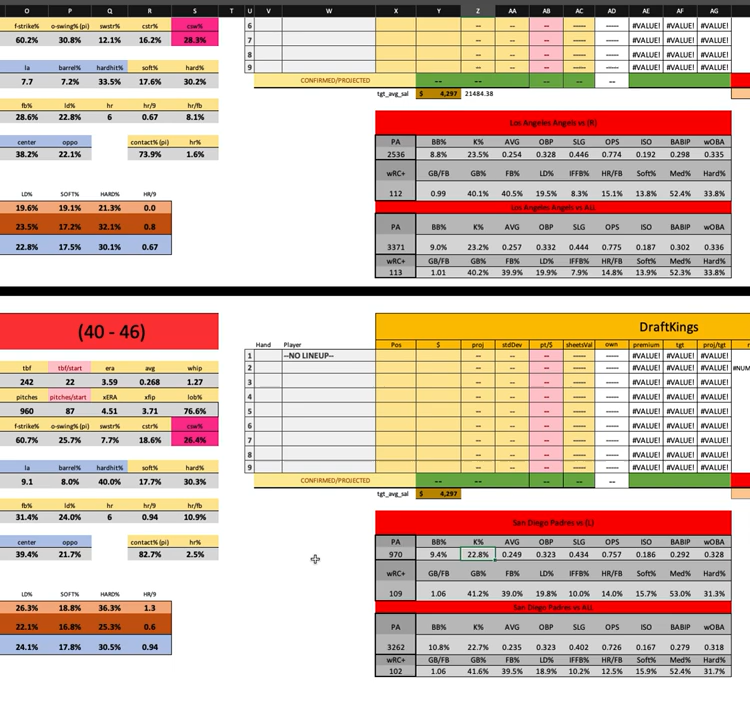 O P Q R S T U V W X Y Z AA AB AC AD AE AF AG
f-strike% o-swing% (pi) swstr% cstr% csw% 6 -- -- -- ----- ----- #VALUE! #VALUE! #VALUE!
60.2% 30.8% 12.1% 16.2% 28.3% 7 -- -- -- ----- ----- #VALUE! #VALUE! #VALUE!
8 -- -- -- ----- ----- #VALUE! #VALUE! #VALUE!
la barrel% hardhit% soft% hard% 9 -- -- -- ----- ----- #VALUE! #VALUE! #VALUE!
7.7 7.2% 33.5% 17.6% 30.2% CONFIRMED/PROJECTED -- -- -- ----- --
tgt_avg_sal $ 4,297 21484.38
fb% ld% hr hr/9 hr/fb
28.6% 22.8% 6 0.67 8.1% Los Angeles Angels vs (R)
center oppo contact% (pi) hr% PA BB% K% AVG OBP SLG OPS ISO BABIP wOBA
38.2% 22.1% 73.9% 1.6% 2536 8.8% 23.5% 0.254 0.328 0.446 0.774 0.192 0.298 0.335
wRC+ GB/FB GB% FB% LD% IFFB% HR/FB Soft% Med% Hard%
LD% SOFT% HARD% HR/9 112 0.99 40.1% 40.5% 19.5% 8.3% 15.1% 13.8% 52.4% 33.8%
19.6% 19.1% 21.3% 0.0 Los Angeles Angels vs ALL
23.5% 17.2% 32.1% 0.8 PA BB% K% AVG OBP SLG OPS ISO BABIP wOBA
22.8% 17.5% 30.1% 0.67 3371 9.0% 23.2% 0.257 0.332 0.444 0.775 0.187 0.302 0.336
wRC+ GB/FB GB% FB% LD% IFFB% HR/FB Soft% Med% Hard%
113 1.01 40.2% 39.9% 19.9% 7.9% 14.8% 13.9% 52.3% 33.8%
(40 - 46) DraftKings
Hand Player Pos $ proj stdDev pt/$ sheetsVal own premium tgt proj/tgt
1 --NO LINEUP-- -- -- -- ----- ----- #VALUE! #VALUE! #VALUE!
tbf tbf/start era avg whip 2 -- -- -- ----- ----- #VALUE! #VALUE! #VALUE! #NUM
242 22 3.59 0.268 1.27 3 -- -- -- ----- ----- #VALUE! #VALUE! #VALUE!
pitches pitches/start xERA xfip lob% 4 -- -- -- ----- ----- #VALUE! #VALUE! #VALUE!
960 87 4.51 3.71 76.6% 5 -- -- -- ----- ----- #VALUE! #VALUE! #VALUE!
f-strike% o-swing% (pi) swstr% cstr% csw% 6 -- -- -- ----- ----- #VALUE! #VALUE! #VALUE!
60.7% 25.7% 7.7% 18.6% 26.4% 7 -- -- -- ----- ----- #VALUE! #VALUE! #VALUE!
8 -- -- -- ----- ----- #VALUE! #VALUE! #VALUE!
la barrel% hardhit% soft% hard% 9 -- -- -- ----- ----- #VALUE! #VALUE! #VALUE!
9.1 8.0% 40.0% 17.7% 30.3% CONFIRMED/PROJECTED -- -- -- ----- --
tgt_avg_sal $ 4,297
fb% ld% hr hr/9 hr/fb
31.4% 24.0% 6 0.94 10.9% San Diego Padres vs (L)
center oppo contact% (pi) hr% PA BB% K% AVG OBP SLG OPS ISO BABIP wOBA
39.4% 21.7% 82.7% 2.5% 970 9.4% 22.8% 0.249 0.323 0.434 0.757 0.186 0.292 0.328
wRC+ GB/FB GB% FB% LD% IFFB% HR/FB Soft% Med% Hard%
LD% SOFT% HARD% HR/9 109 1.06 41.2% 39.0% 19.8% 10.0% 14.0% 15.7% 53.0% 31.3%
26.3% 18.8% 36.3% 1.3 San Diego Padres vs ALL
22.1% 16.8% 25.3% 0.6 PA BB% K% AVG OBP SLG OPS ISO BABIP wOBA
24.1% 17.8% 30.5% 0.94 3262 10.8% 22.7% 0.235 0.323 0.402 0.726 0.167 0.279 0.318
wRC+ GB/FB GB% FB% LD% IFFB% HR/FB Soft% Med% Hard%
102 1.06 41.6% 39.5% 18.9% 10.2% 12.5% 15.9% 52.4% 31.7%